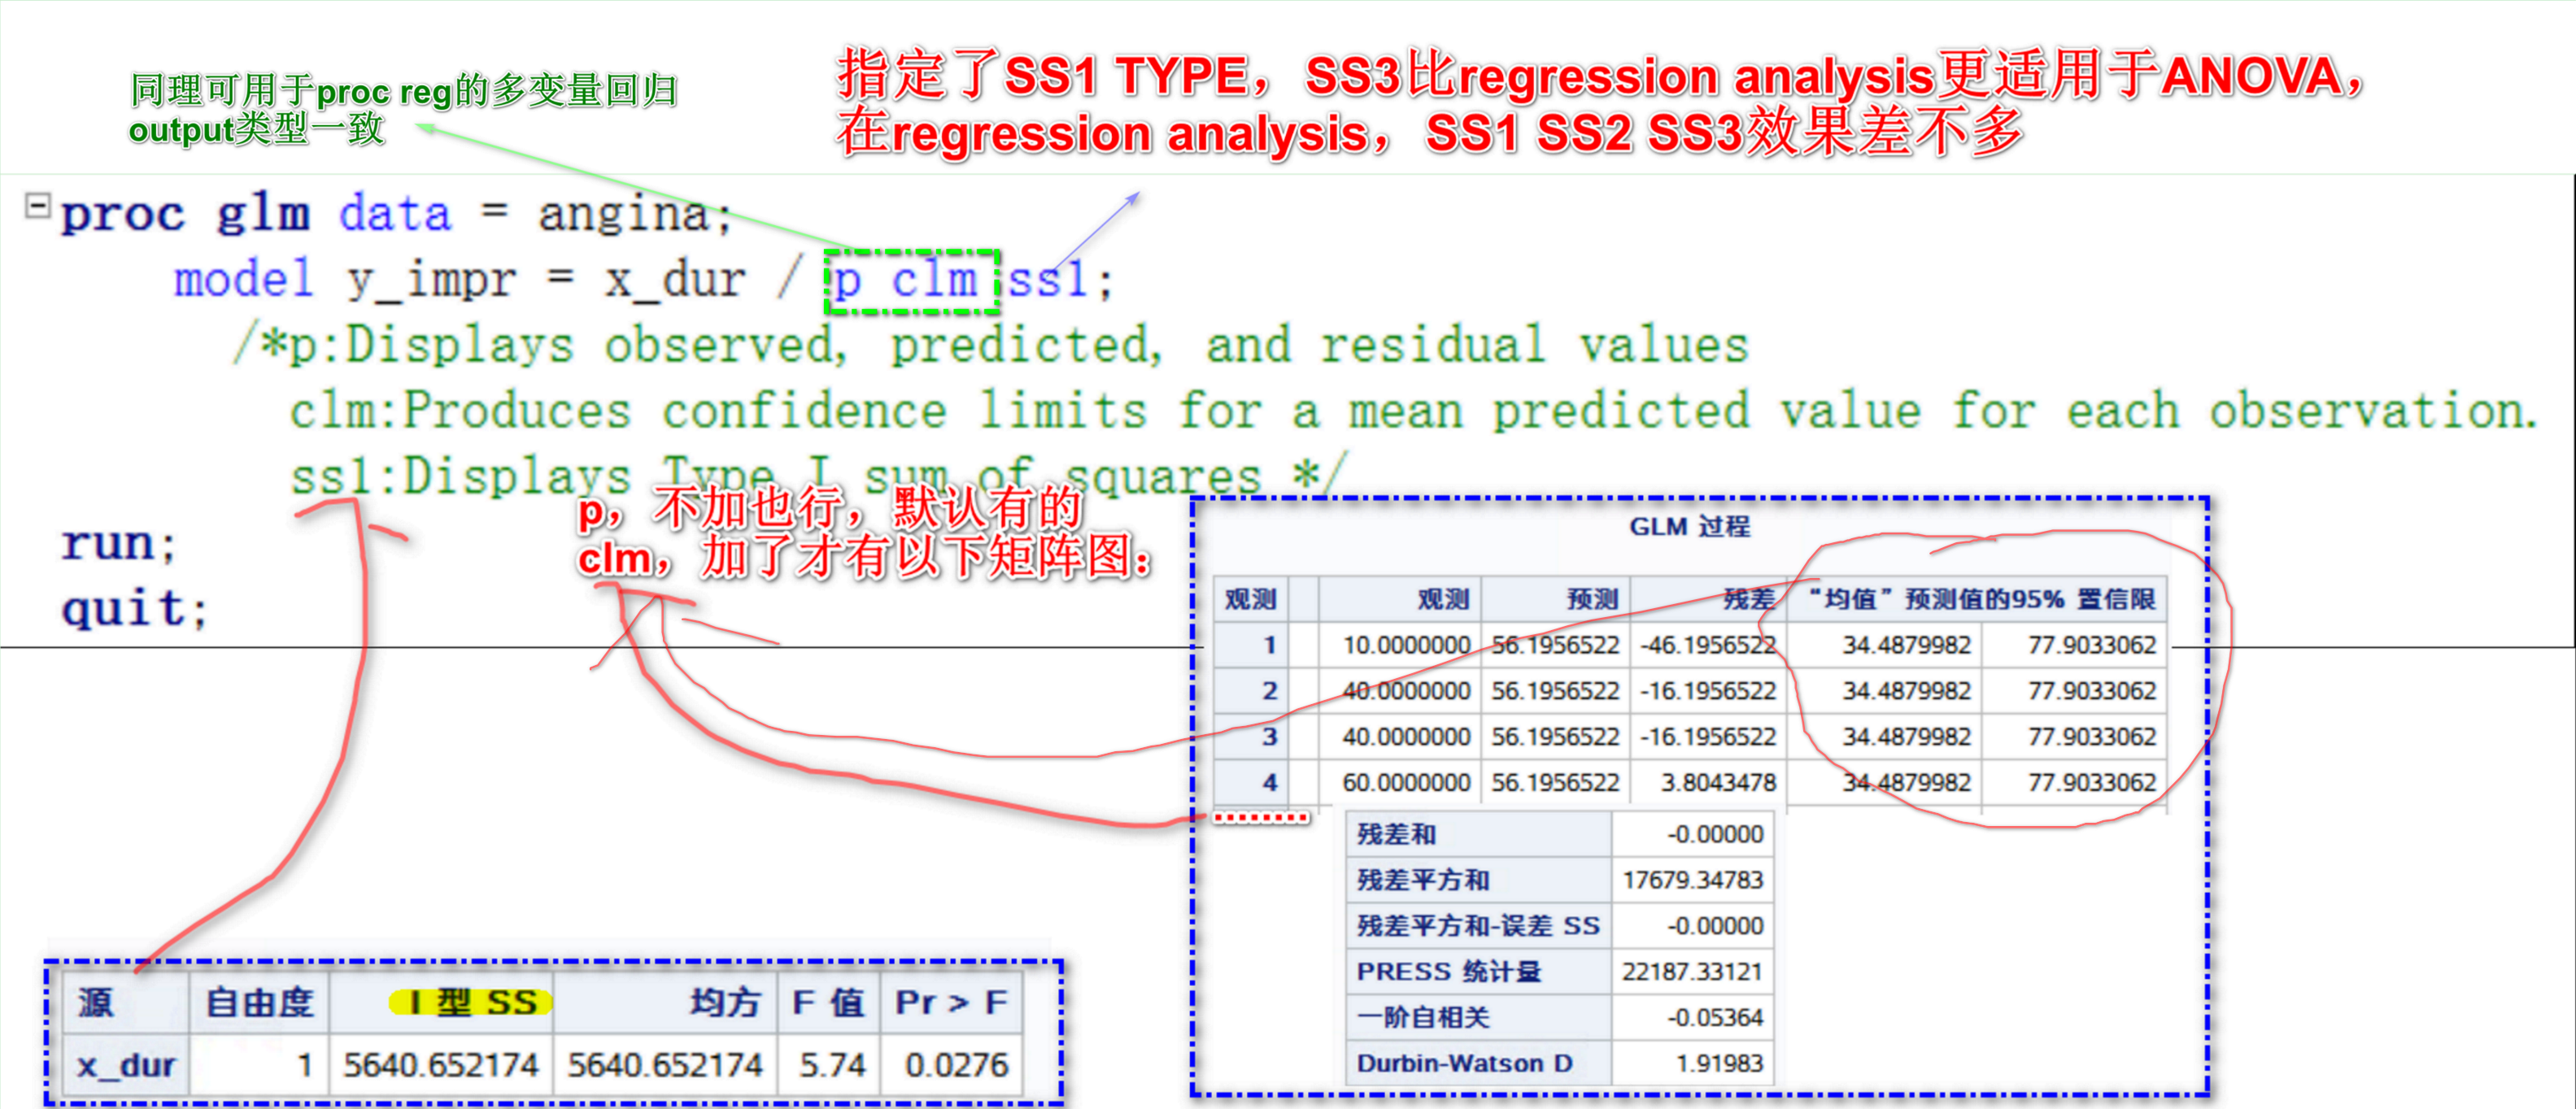 同理可用于proc reg的多变量回归
output类型一致
指定了SS1 TYPE，SS3比regression analysis更适用于ANOVA，
在regression analysis，SS1 SS2 SS3效果差不多
proc glm data = angina;
model y_impr = x_dur / p clm ss1;
/*p:Displays observed, predicted, and residual values
clm:Produces confidence limits for a mean predicted value for each observation.
ss1:Displays Type I sum of squares */
run;
quit;
p，不加也行，默认有的
clm，加了才有以下矩阵图：
GLM 过程
观测 观测 预测 残差 “均值”预测值的95% 置信限
1 10.0000000 56.1956522 -46.1956522 34.4879982 77.9033062
2 40.0000000 56.1956522 -16.1956522 34.4879982 77.9033062
3 40.0000000 56.1956522 -16.1956522 34.4879982 77.9033062
4 60.0000000 56.1956522 3.8043478 34.4879982 77.9033062
残差和 -0.00000
残差平方和 17679.34783
残差平方和-误差 SS -0.00000
PRESS 统计量 22187.33121
一阶自相关 -0.05364
Durbin-Watson D 1.91983
源 自由度 I 型 SS 均方 F 值 Pr > F
x_dur 1 5640.652174 5640.652174 5.74 0.0276